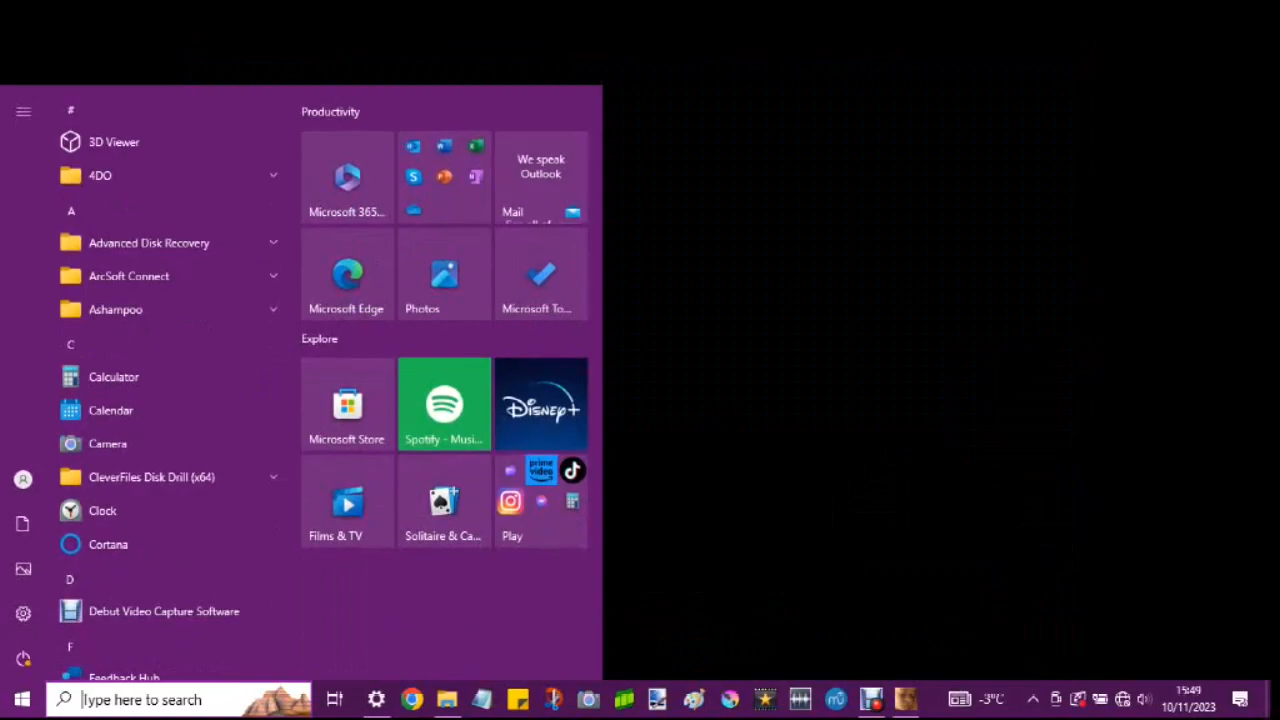 #
3D Viewer
4DO
A
Advanced Disk Recovery
ArcSoft Connect
Ashampoo
C
Calculator
Calendar
Camera
CleverFiles Disk Drill (x64)
Clock
Cortana
D
Debut Video Capture Software
F
Feedback Hub
Productivity
Microsoft 365...
We speak
Outlook
Mail
Microsoft Edge
Photos
Microsoft To...
Explore
Microsoft Store
Spotify - Musi...
Disney+
Films & TV
Solitaire & Ca...
prime
video
Play
Type here to search
-3°C
15:49
10/11/2023